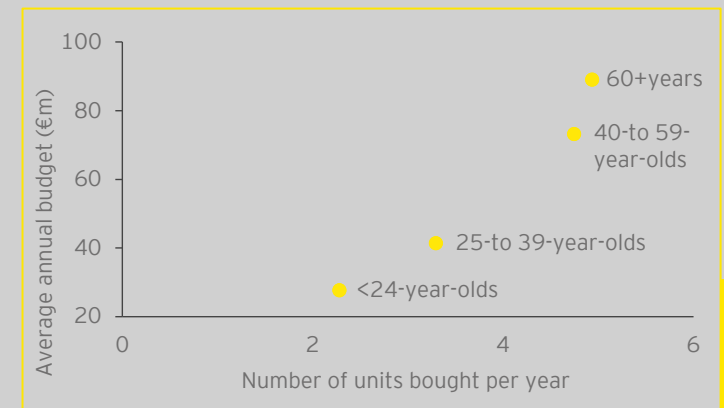 Average annual budget (€m)
100
80
60
40
20
0
2
4
6
Number of units bought per year
60+years
40-to 59-
year-olds
25-to 39-year-olds
<24-year-olds